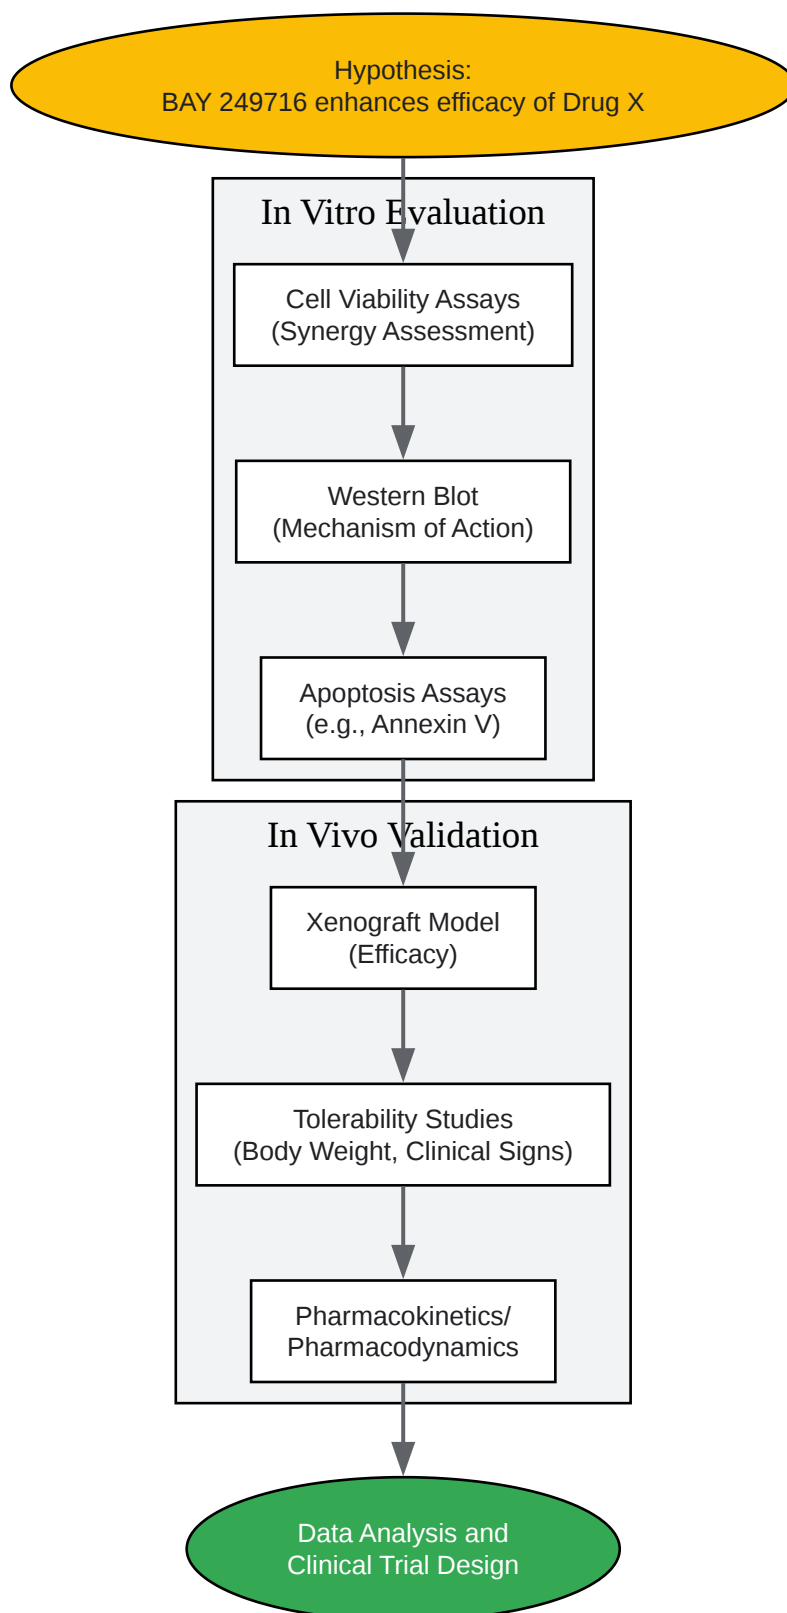 Hypothesis:
BAY 249716 enhances efficacy of Drug X
In Vitro Evaluation
Cell Viability Assays
(Synergy Assessment)
Western Blot
(Mechanism of Action)
Apoptosis Assays
(e.g., Annexin V)
In Vivo Validation
Xenograft Model
(Efficacy)
Tolerability Studies
(Body Weight, Clinical Signs)
Pharmacokinetics/
Pharmacodynamics
Data Analysis and
Clinical Trial Design